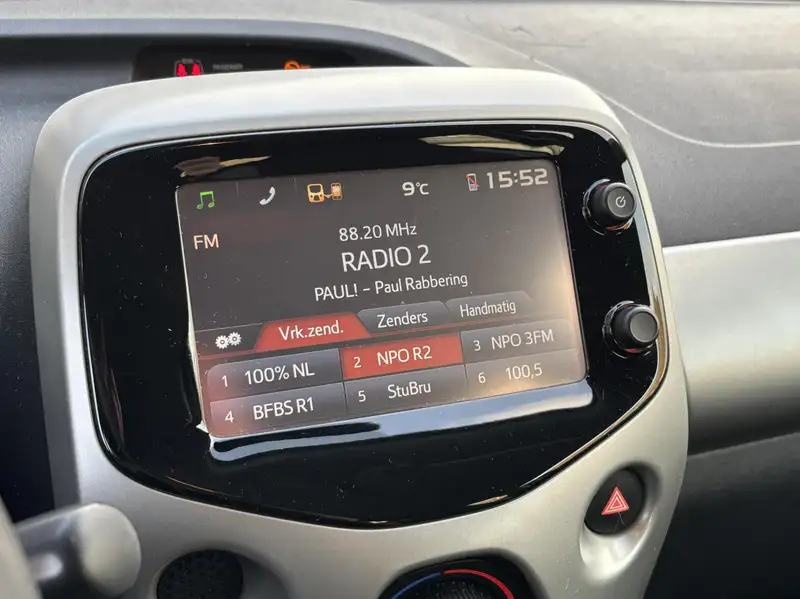 9°C 15:52
FM
88.20 MHz
RADIO 2
PAUL! - Paul Rabbering
Vrk.zend. Zenders Handmatig
1 100% NL 2 NPO R2 3 NPO 3FM
4 BFBS R1 5 StuBru 6 100,5